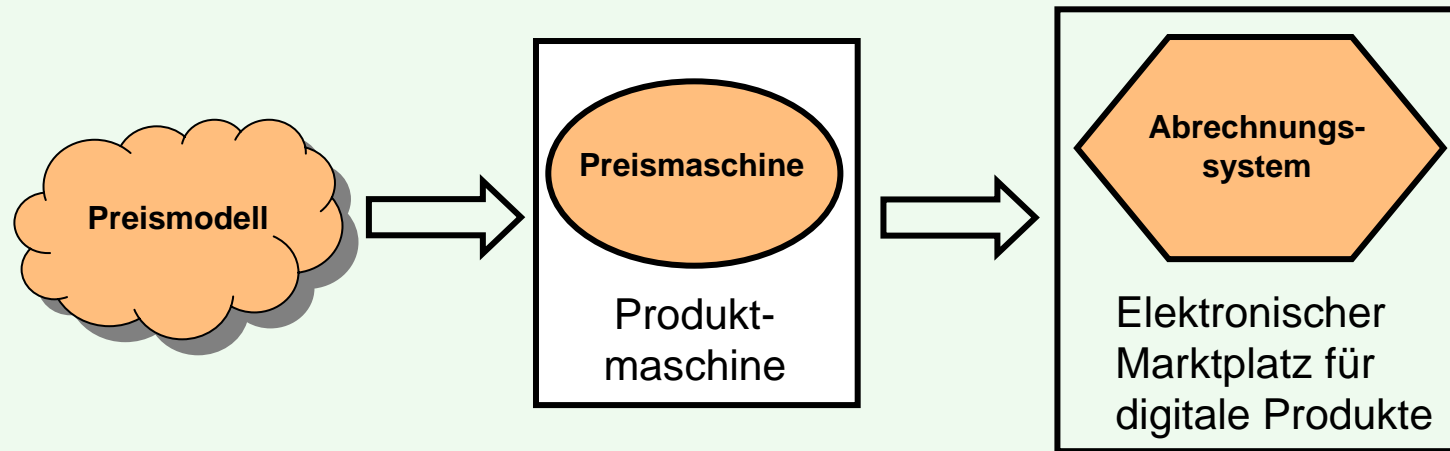 Preismodell
Preismaschine
Produkt-
maschine
Abrechnungs-
system
Elektronischer
Marktplatz für
digitale Produkte